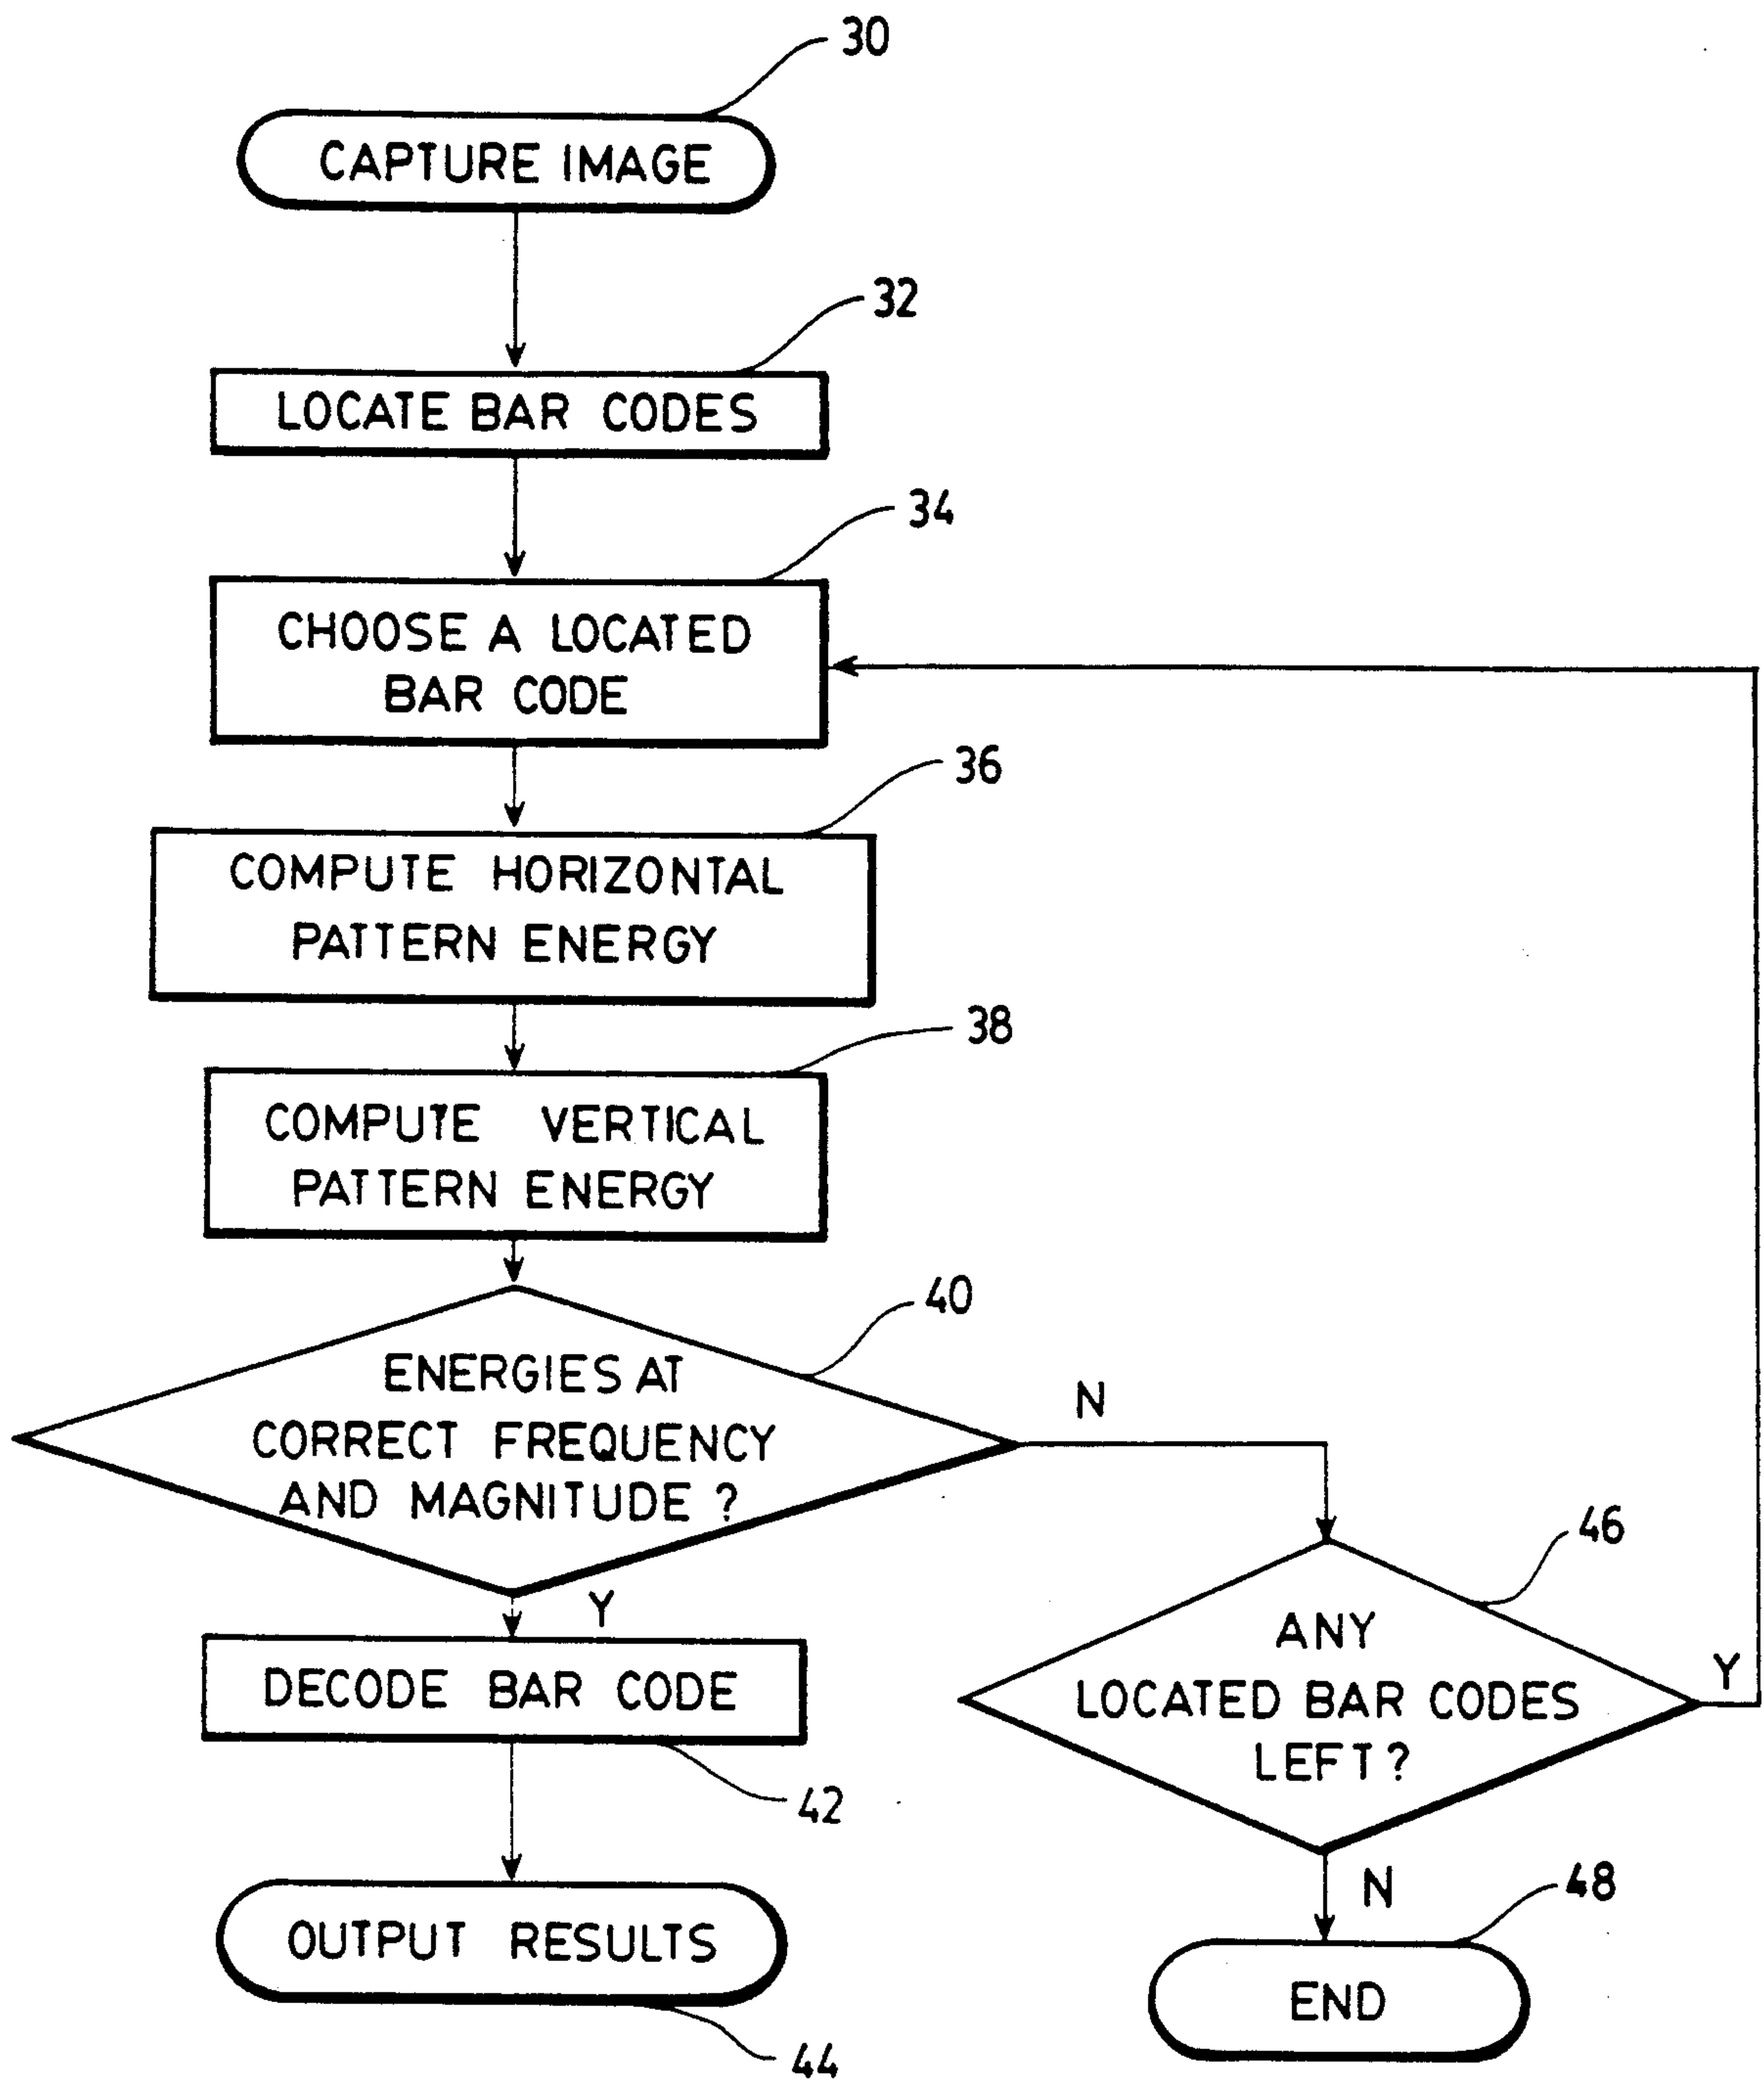 30
CAPTURE IMAGE
32
LOCATE BAR CODES
34
CHOOSE A LOCATED
BAR CODE
36
COMPUTE HORIZONTAL
PATTERN ENERGY
38
COMPUTE VERTICAL
PATTERN ENERGY
40
ENERGIES AT
CORRECT FREQUENCY
AND MAGNITUDE ?
N
Y
DECODE BAR CODE
42
OUTPUT RESULTS
44
46
ANY
LOCATED BAR CODES
LEFT ?
Y
N
48
END